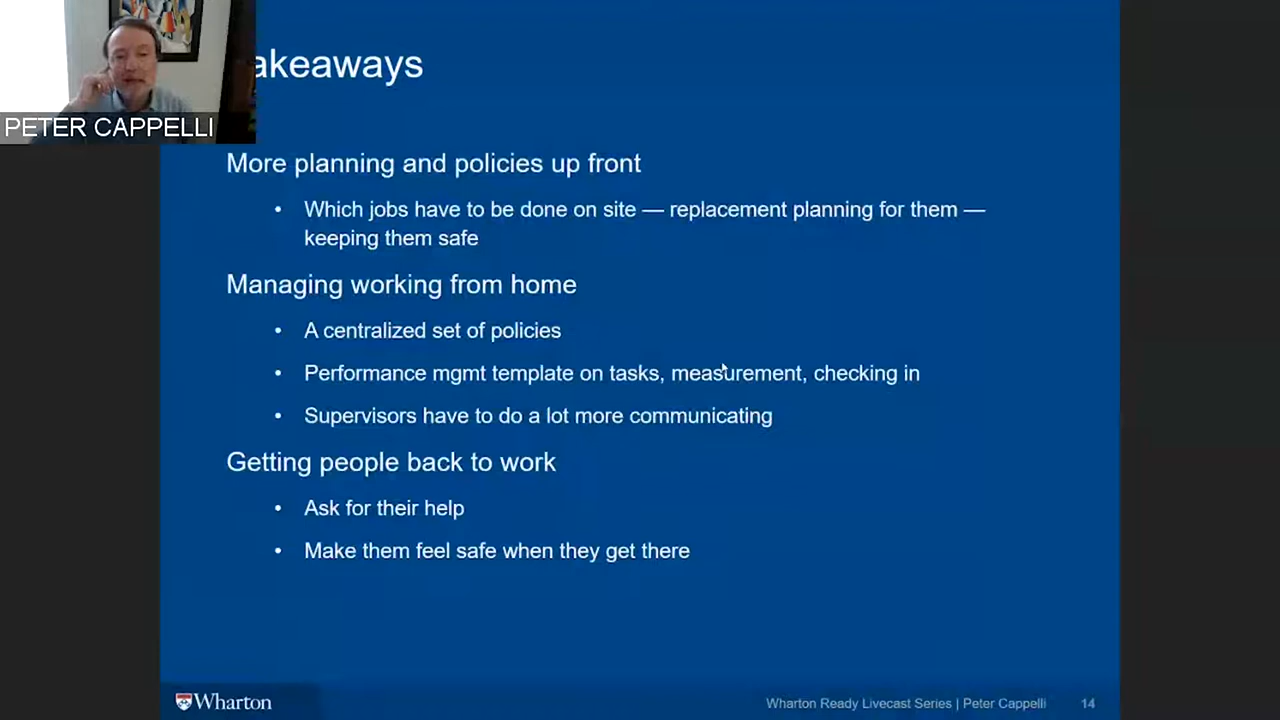 akeaways
PETER CAPPELLI
More planning and policies up front
• Which jobs have to be done on site — replacement planning for them —
keeping them safe
Managing working from home
• A centralized set of policies
• Performance mgmt template on tasks, measurement, checking in
• Supervisors have to do a lot more communicating
Getting people back to work
• Ask for their help
• Make them feel safe when they get there
Wharton
Wharton Ready Livecast Series | Peter Cappelli 14